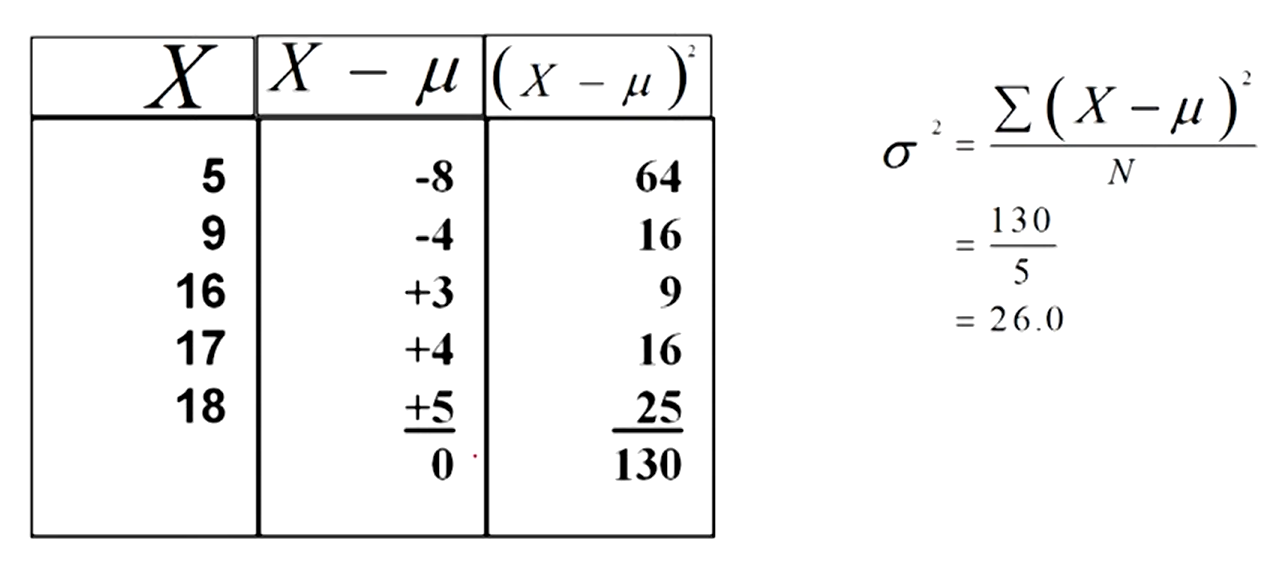 X X − μ (X − μ)²
5 -8 64
9 -4 16
16 +3 9
17 +4 16
18 +5 25
0 130
σ² = ∑(X − μ)² / N
= 130 / 5
= 26.0